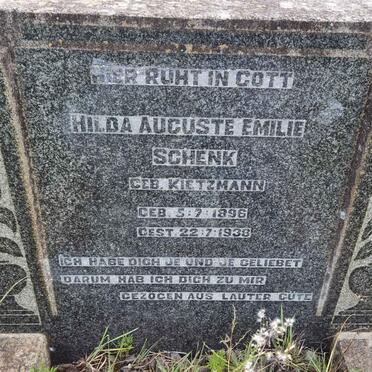 HIER RUHT IN GOTT
HILDA AUGUSTE EMILIE
SCHENK
GEB. KIETZMANN
GEB. 5·7·1896
GEST 22·7·1938
ICH HABE DICH JE UND JE GELIEBET
DARUM HAB ICH DICH ZU MIR
GEZOGEN AUS LAUTER GÜTE